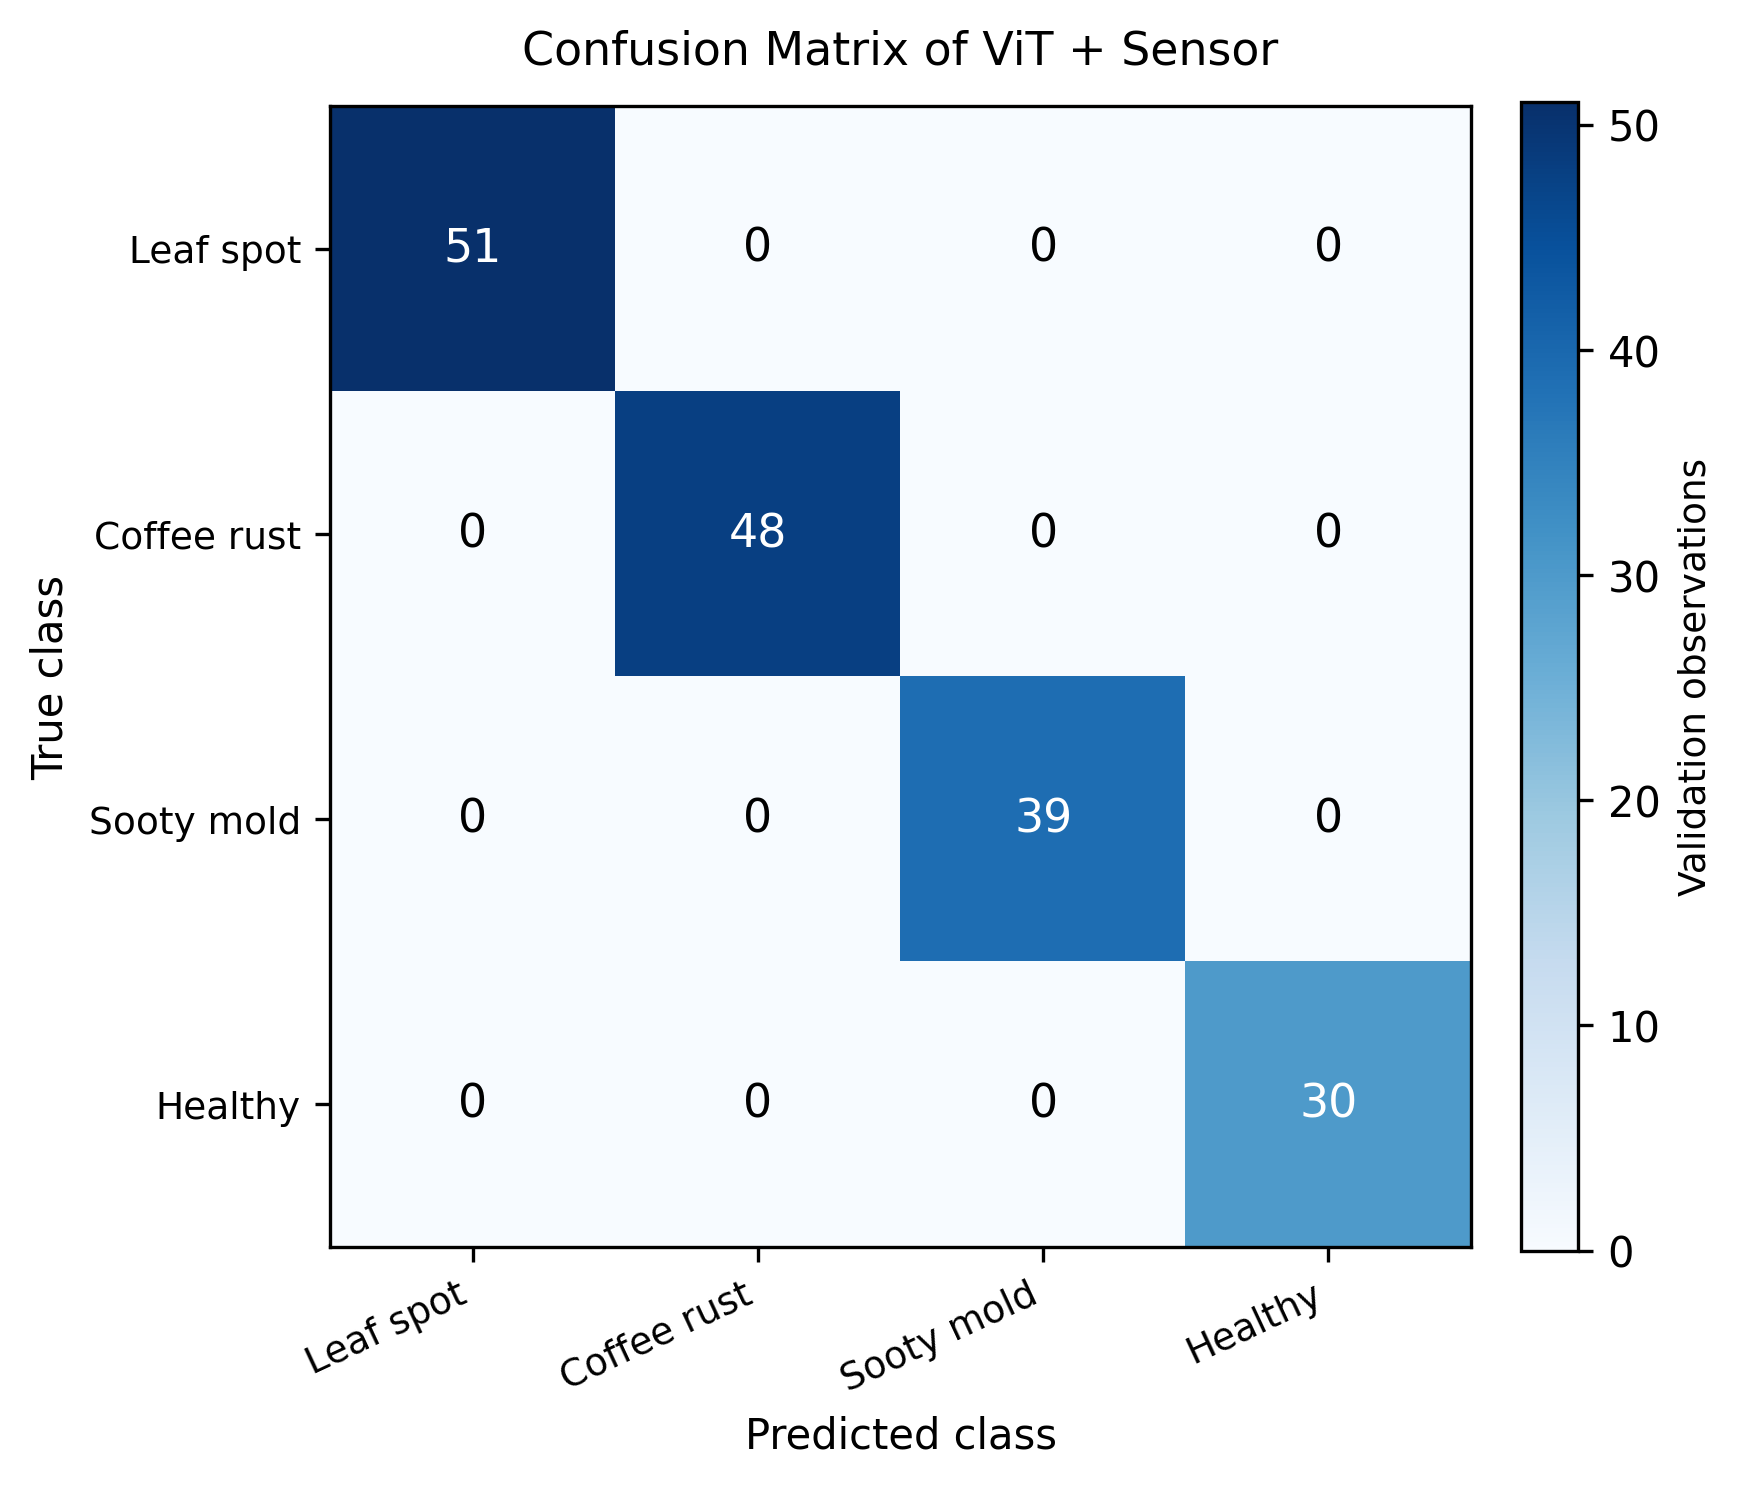 Confusion Matrix of ViT + Sensor
50
Leaf spot 51 0 0 0
40
Coffee rust 0 48 0 0
30
True class
Validation observations
20
Sooty mold 0 0 39 0
10
Healthy 0 0 0 30
0
Leaf spot Coffee rust Sooty mold Healthy
Predicted class